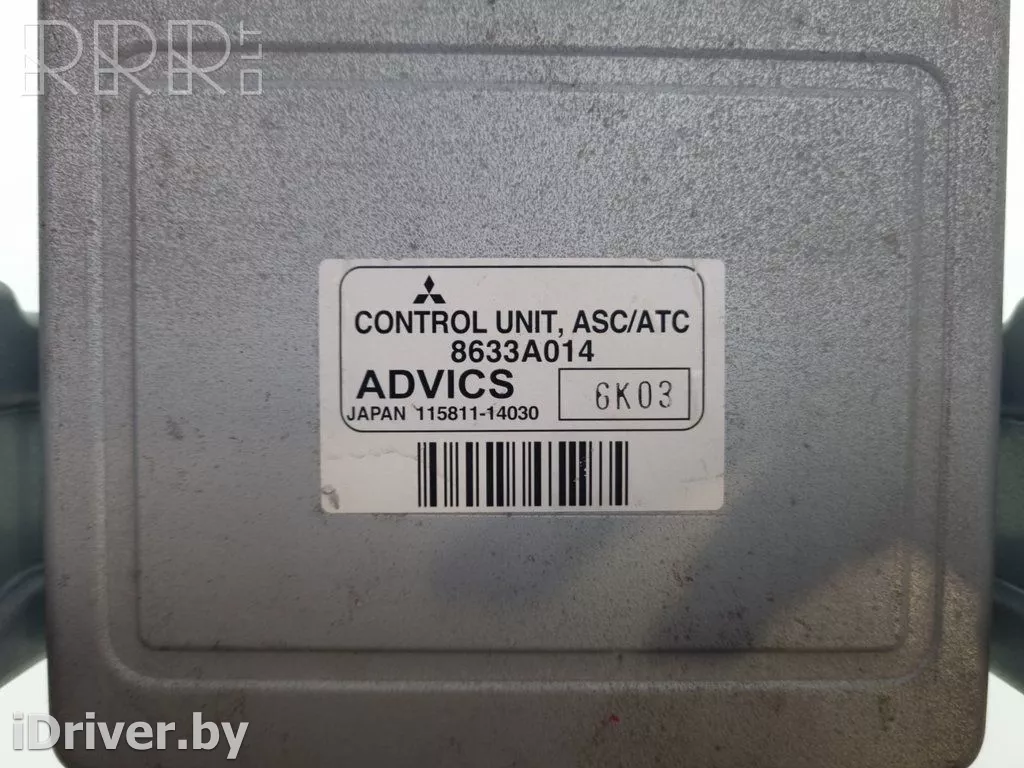 RRR.LT
CONTROL UNIT, ASC/ATC
8633A014
ADVICS 6K03
JAPAN 115811-14030
iDriver.by